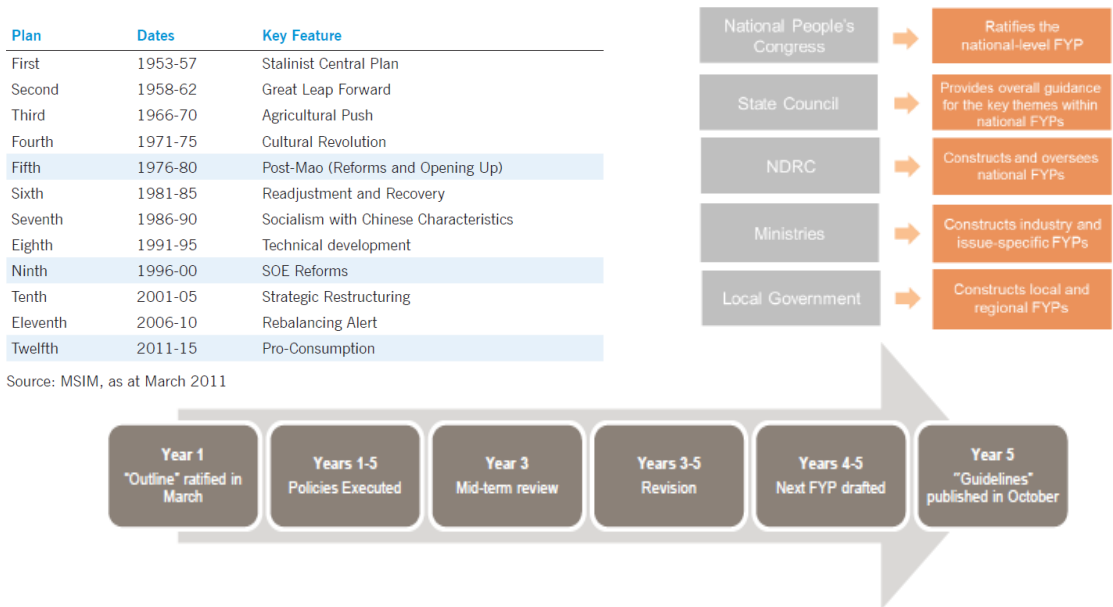 Plan Dates Key Feature
First 1953-57 Stalinist Central Plan
Second 1958-62 Great Leap Forward
Third 1966-70 Agricultural Push
Fourth 1971-75 Cultural Revolution
Fifth 1976-80 Post-Mao (Reforms and Opening Up)
Sixth 1981-85 Readjustment and Recovery
Seventh 1986-90 Socialism with Chinese Characteristics
Eighth 1991-95 Technical development
Ninth 1996-00 SOE Reforms
Tenth 2001-05 Strategic Restructuring
Eleventh 2006-10 Rebalancing Alert
Twelfth 2011-15 Pro-Consumption
Source: MSIM, as at March 2011
National People's
Congress
Ratifies the
national-level FYP
State Council
Provides overall guidance
for the key themes within
national FYPs
NDRC
Constructs and oversees
national FYPs
Ministries
Constructs industry and
issue-specific FYPs
Local Government
Constructs local and
regional FYPs
Year 1
"Outline" ratified in
March
Years 1-5
Policies Executed
Year 3
Mid-term review
Years 3-5
Revision
Years 4-5
Next FYP drafted
Year 5
"Guidelines"
published in October